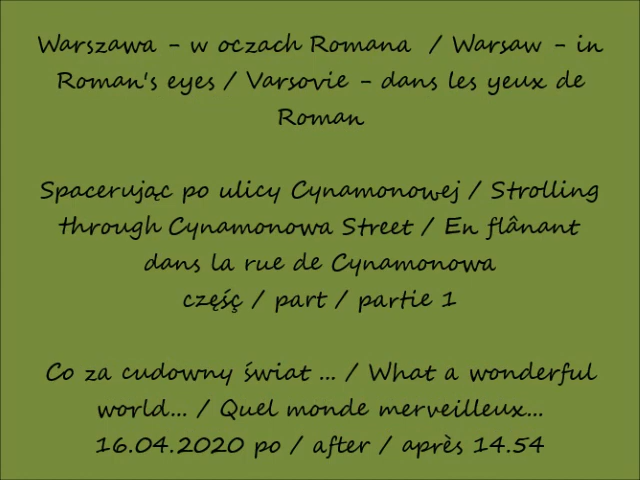 Warszawa - w oczach Romana / Warsaw - in
Roman's eyes / Varsovie - dans les yeux de
Roman
Spacerując po ulicy Cynamonowej / Strolling
through Cynamonowa Street / En flânant
dans la rue de Cynamonowa
częśç / part / partie 1
Co za cudowny świat ... / What a wonderful
world... / Quel monde merveilleux...
16.04.2020 po / after / après 14.54